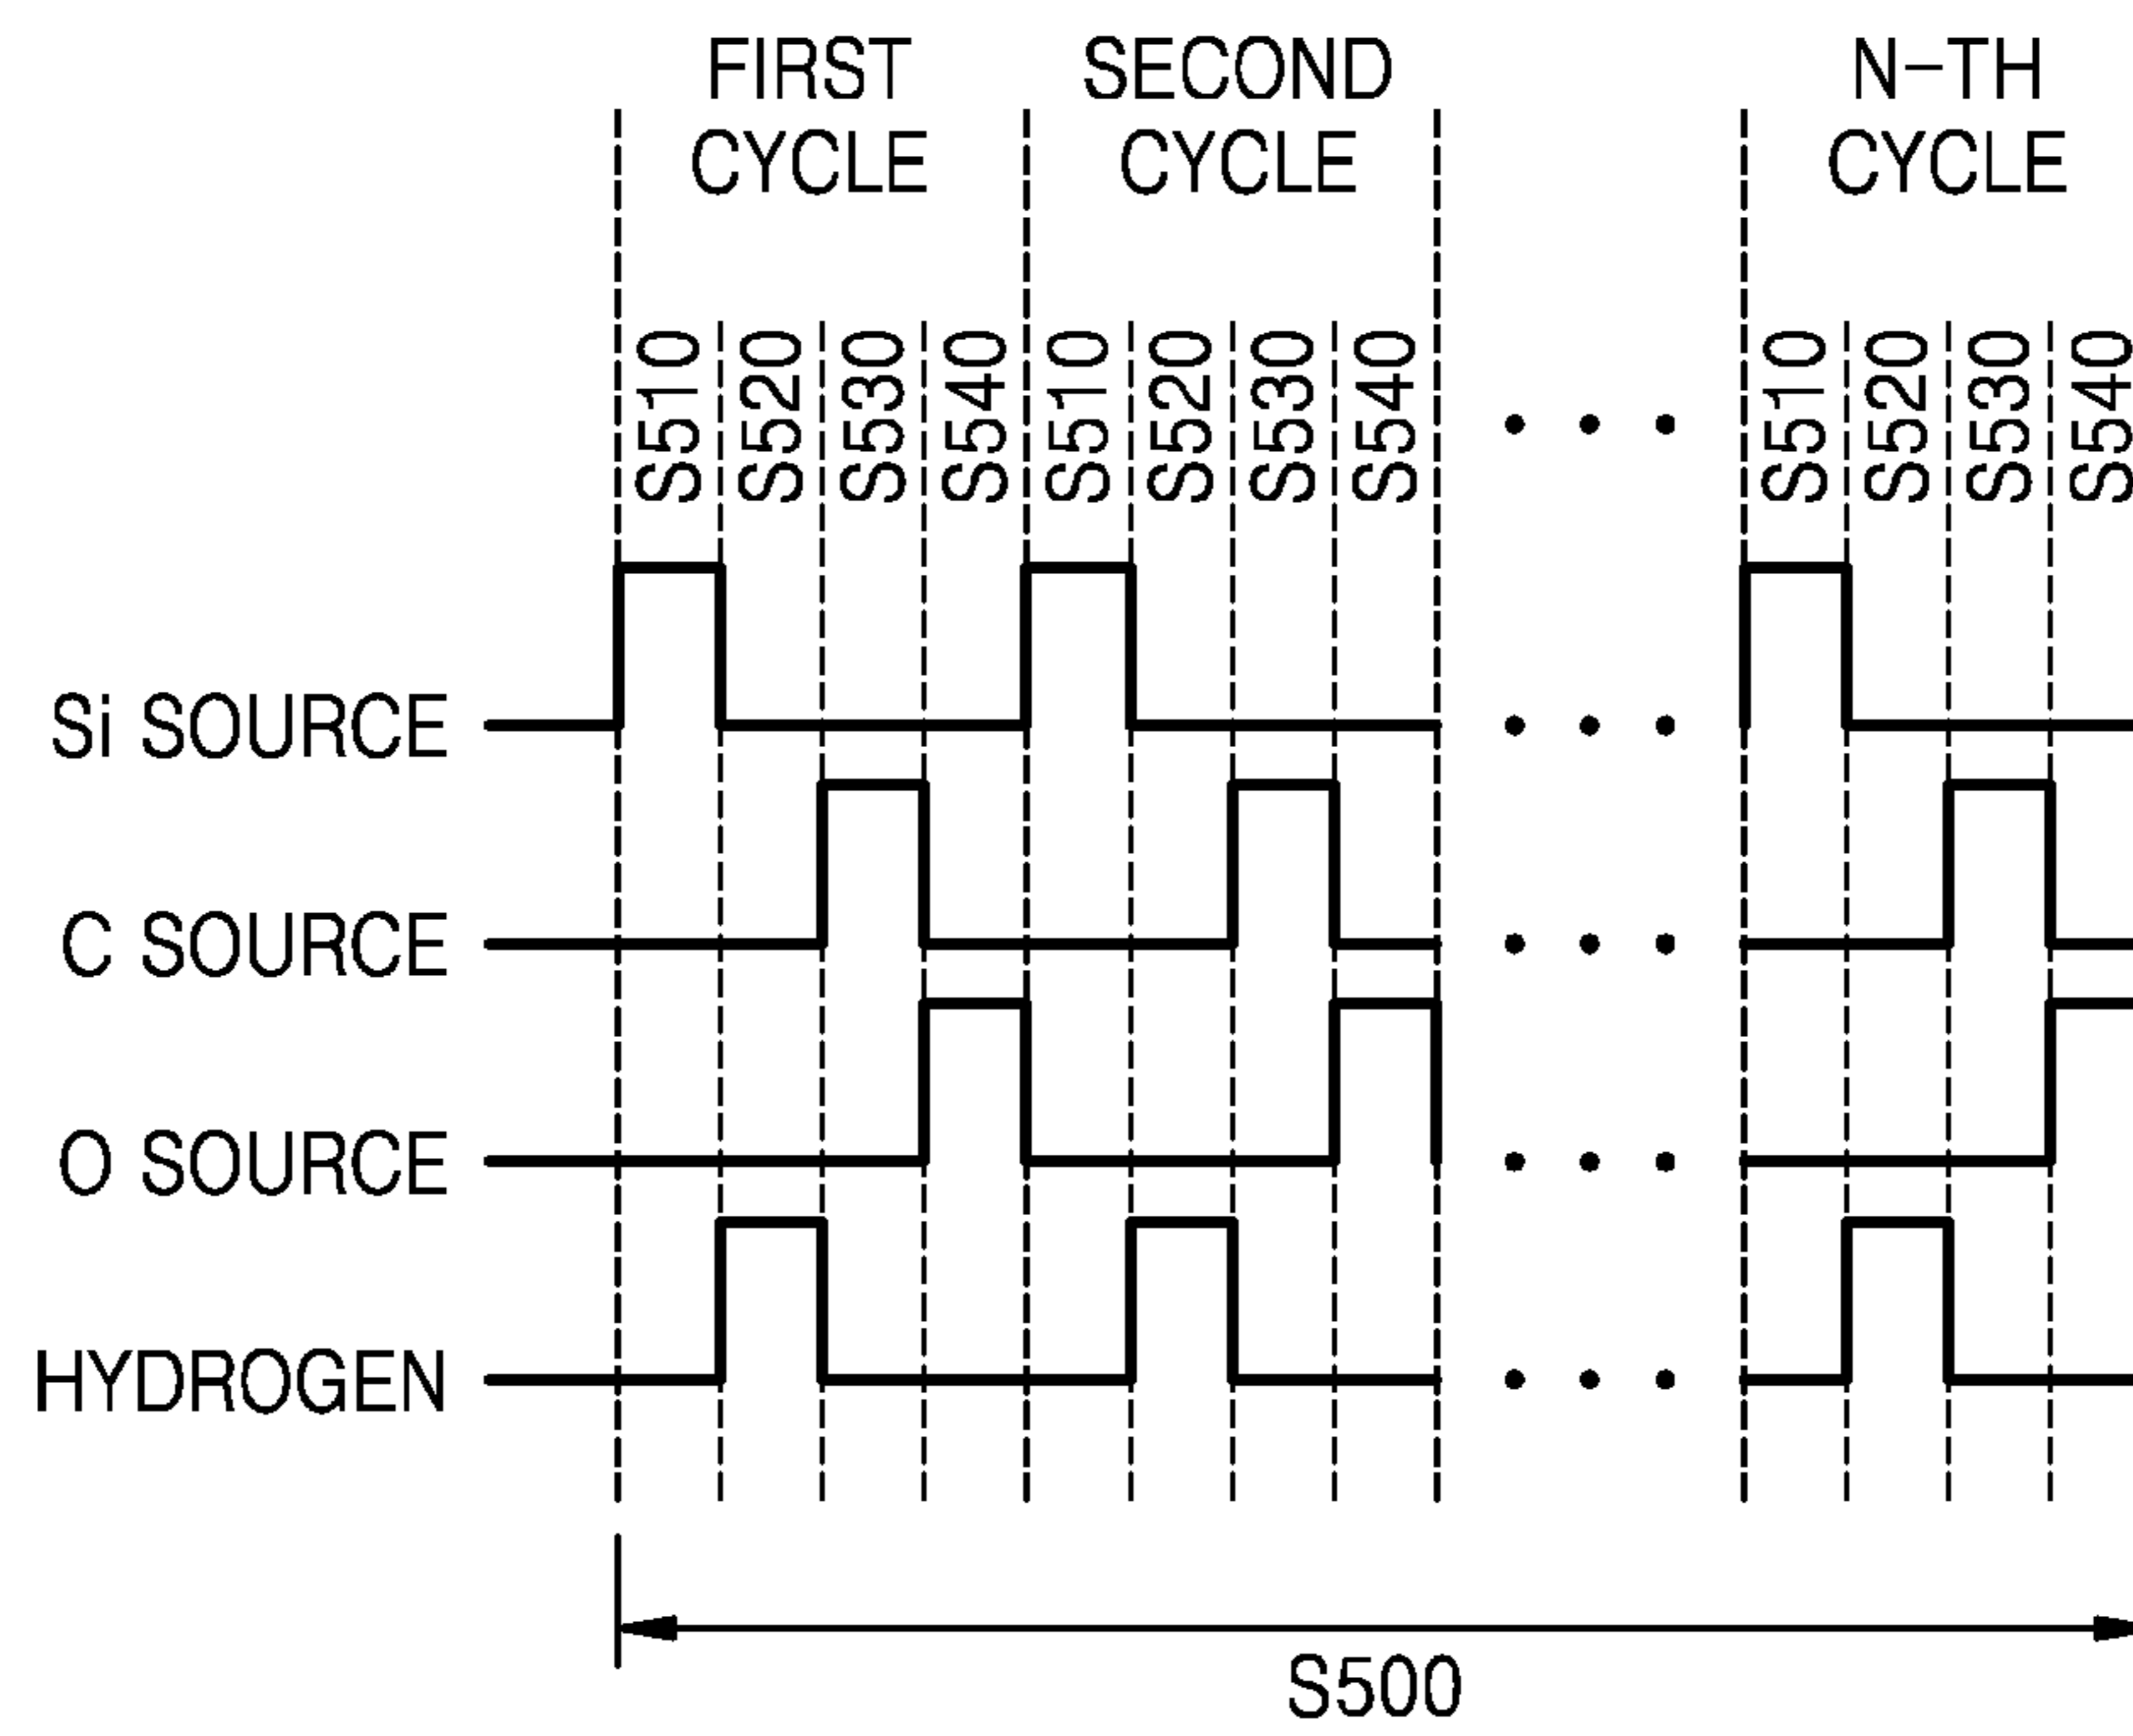 FIRST
CYCLE
SECOND
CYCLE
N-TH
CYCLE
S510
S520
S530
S540
S510
S520
S530
S540
S510
S520
S530
S540
Si SOURCE
C SOURCE
O SOURCE
HYDROGEN
S500